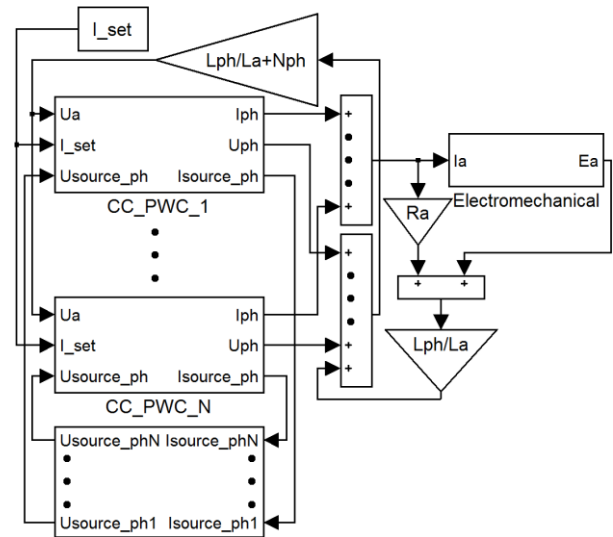 I_set
Lph/La+Nph
Ua
I_set
Usource_ph
Iph
Uph
Isource_ph
CC_PWC_1
+
+
Ia
Ea
Electromechanical
Ra
+
+ +
Lph/La
Ua
I_set
Usource_ph
Iph
Uph
Isource_ph
+
+
CC_PWC_N
Usource_phN Isource_phN
Usource_ph1 Isource_ph1